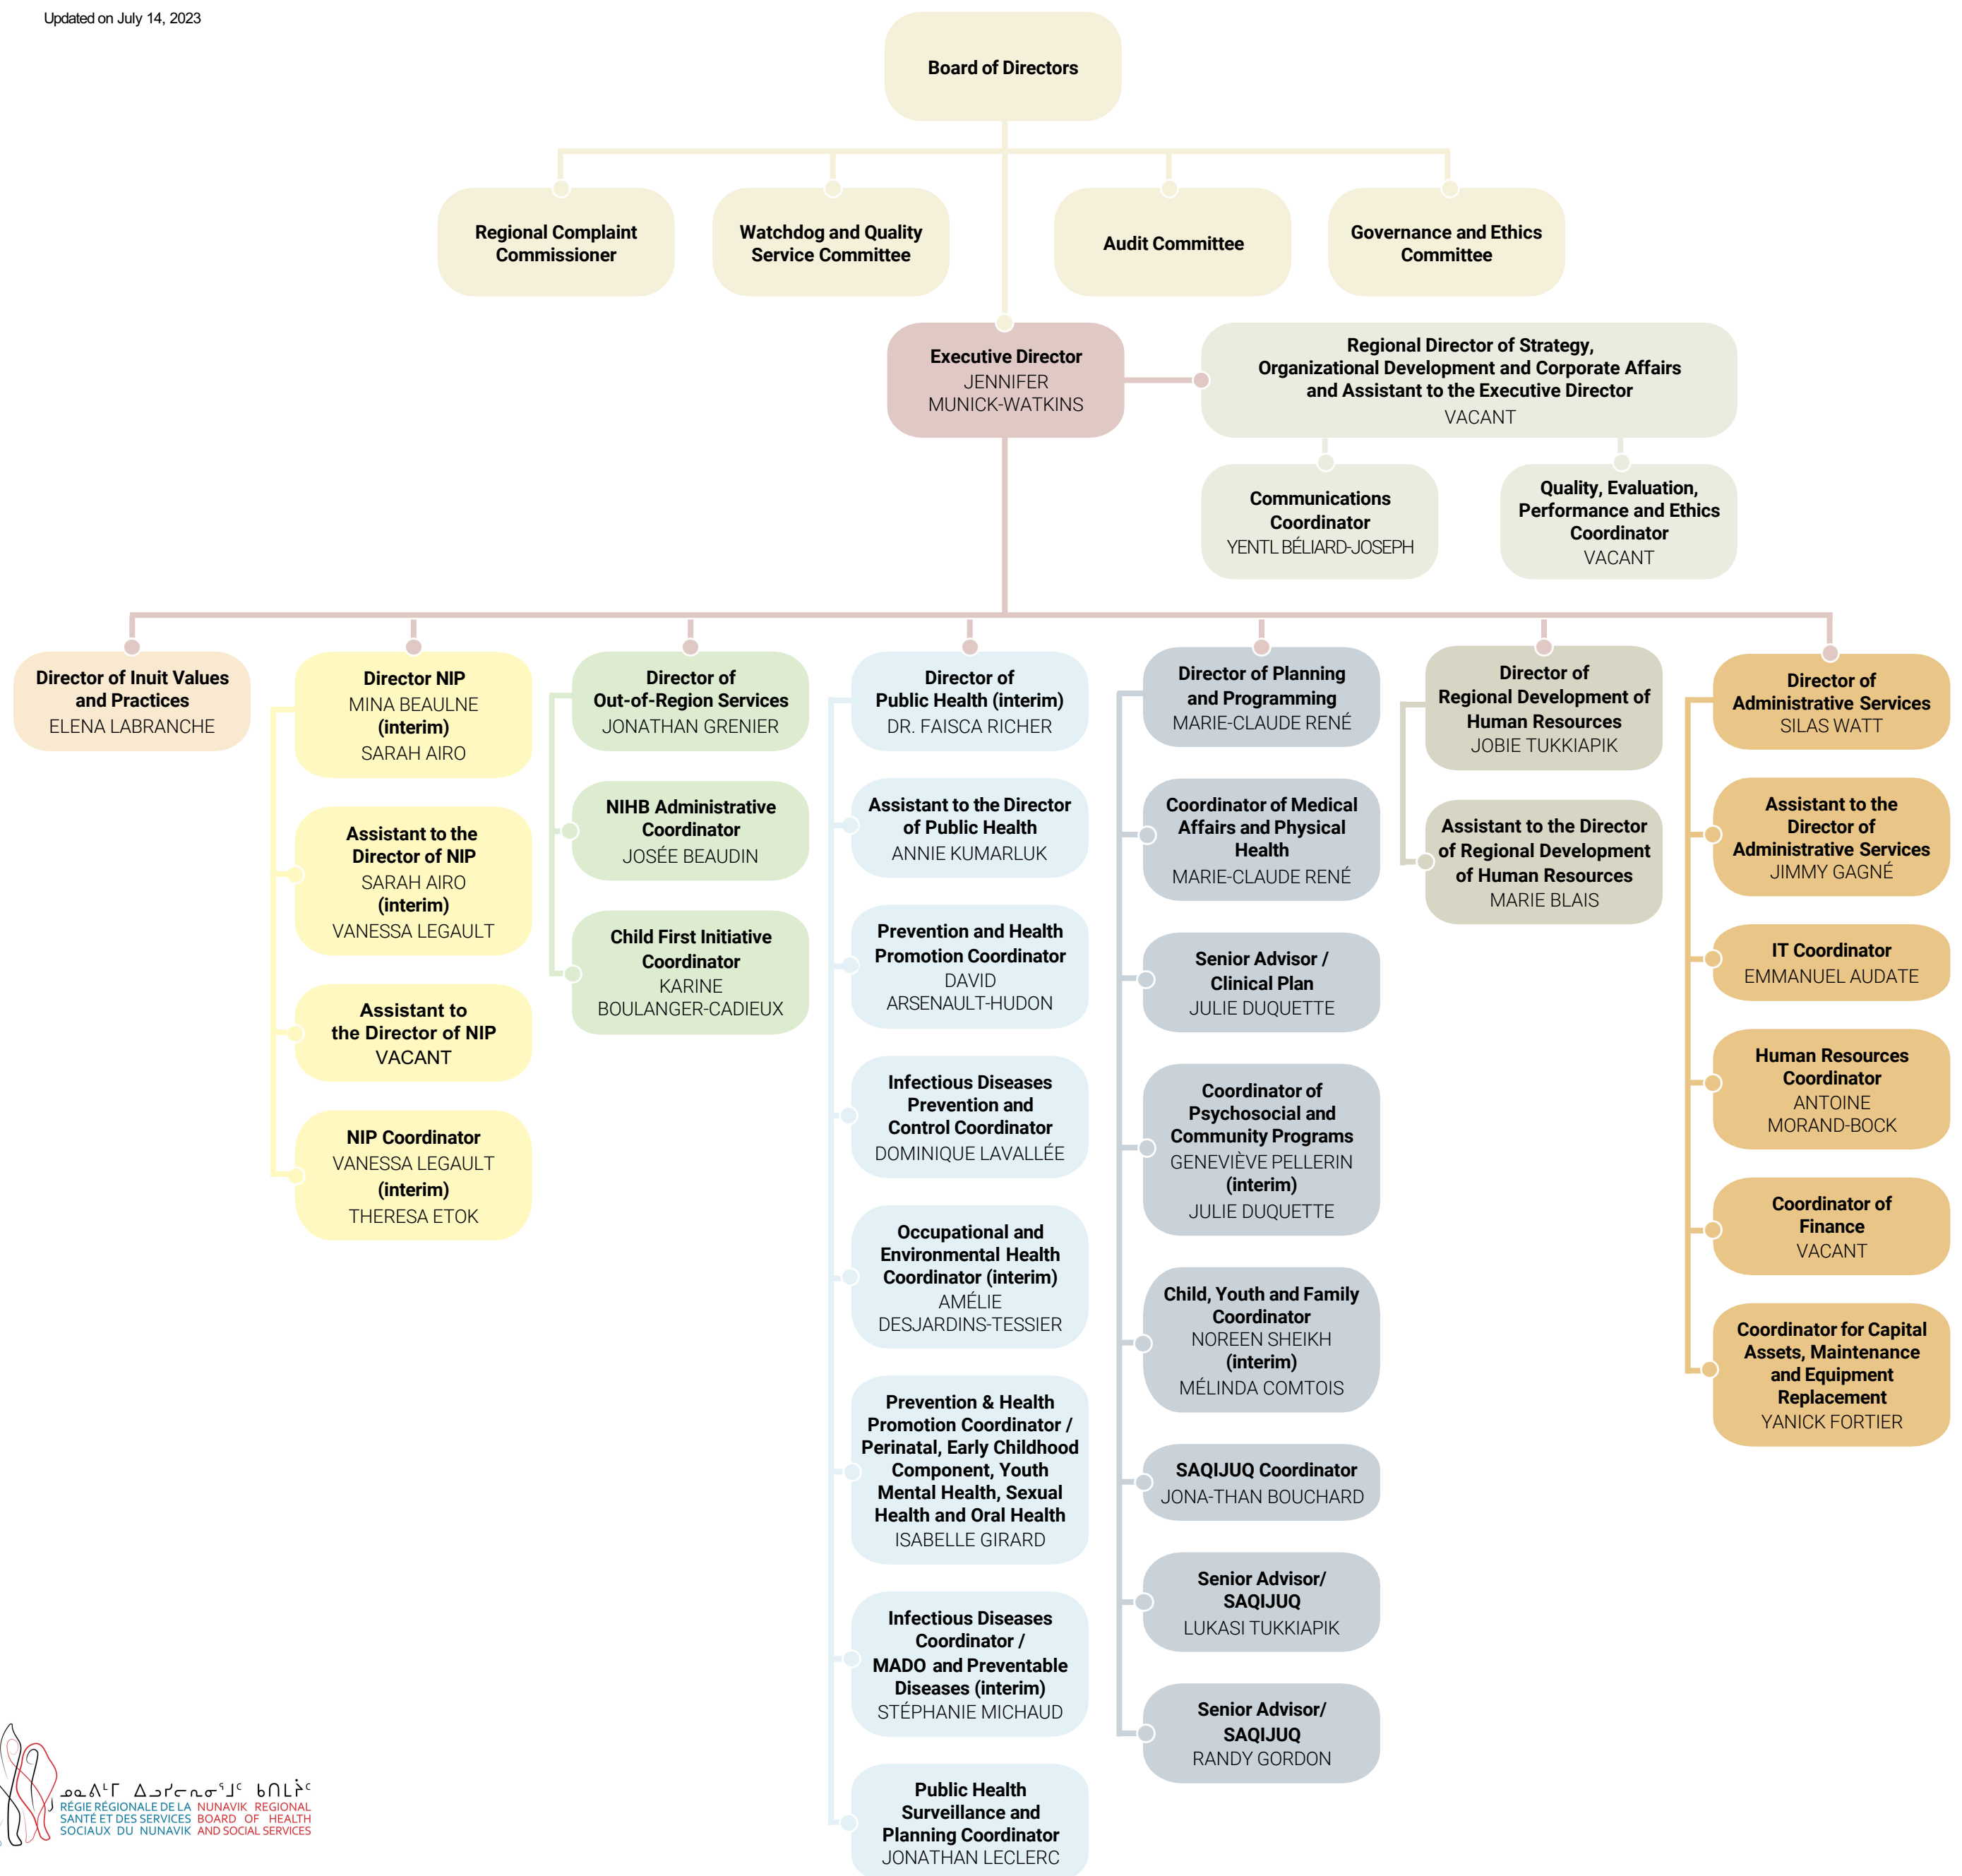 Updated on July 14, 2023
Board of Directors
Regional Complaint
Commissioner
Watchdog and Quality
Service Committee
Audit Committee
Governance and Ethics
Committee
Executive Director
JENNIFER
MUNICK-WATKINS
Regional Director of Strategy,
Organizational Development and Corporate Affairs
and Assistant to the Executive Director
VACANT
Communications
Coordinator
YENTL BÉLIARD-JOSEPH
Quality, Evaluation,
Performance and Ethics
Coordinator
VACANT
Director of Inuit Values
and Practices
ELENA LABRANCHE
Director NIP
MINA BEAULNE
(interim)
SARAH AIRO
Assistant to the
Director of NIP
SARAH AIRO
(interim)
VANESSA LEGAULT
Assistant to
the Director of NIP
VACANT
NIP Coordinator
VANESSA LEGAULT
(interim)
THERESA ETOK
Director of
Out-of-Region Services
JONATHAN GRENIER
NIHB Administrative
Coordinator
JOSÉE BEAUDIN
Child First Initiative
Coordinator
KARINE
BOULANGER-CADIEUX
Director of
Public Health (interim)
DR. FAISCA RICHER
Assistant to the Director
of Public Health
ANNIE KUMARLUK
Prevention and Health
Promotion Coordinator
DAVID
ARSENAULT-HUDON
Infectious Diseases
Prevention and
Control Coordinator
DOMINIQUE LAVALLÉE
Occupational and
Environmental Health
Coordinator (interim)
AMÉLIE
DESJARDINS-TESSIER
Prevention & Health
Promotion Coordinator /
Perinatal, Early Childhood
Component, Youth
Mental Health, Sexual
Health and Oral Health
ISABELLE GIRARD
Infectious Diseases
Coordinator /
MADO and Preventable
Diseases (interim)
STÉPHANIE MICHAUD
Public Health
Surveillance and
Planning Coordinator
JONATHAN LECLERC
Director of Planning
and Programming
MARIE-CLAUDE RENÉ
Coordinator of Medical
Affairs and Physical
Health
MARIE-CLAUDE RENÉ
Senior Advisor /
Clinical Plan
JULIE DUQUETTE
Coordinator of
Psychosocial and
Community Programs
GENEVIÈVE PELLERIN
(interim)
JULIE DUQUETTE
Child, Youth and Family
Coordinator
NOREEN SHEIKH
(interim)
MÉLINDA COMTOIS
SAQIJUQ Coordinator
JONA-THAN BOUCHARD
Senior Advisor/
SAQIJUQ
LUKASI TUKKIAPIK
Senior Advisor/
SAQIJUQ
RANDY GORDON
Director of
Regional Development of
Human Resources
JOBIE TUKKIAPIK
Assistant to the Director
of Regional Development
of Human Resources
MARIE BLAIS
Director of
Administrative Services
SILAS WATT
Assistant to the
Director of
Administrative Services
JIMMY GAGNÉ
IT Coordinator
EMMANUEL AUDATE
Human Resources
Coordinator
ANTOINE
MORAND-BOCK
Coordinator of
Finance
VACANT
Coordinator for Capital
Assets, Maintenance
and Equipment
Replacement
YANICK FORTIER
ᓄᓇᕕᒻᒥ ᐃᓗᓯᓕᕆᓂᕐᒧᑦ ᑲᑎᒪᔩᑦ
RÉGIE RÉGIONALE DE LA
SANTÉ ET DES SERVICES
SOCIAUX DU NUNAVIK
NUNAVIK REGIONAL
BOARD OF HEALTH
AND SOCIAL SERVICES